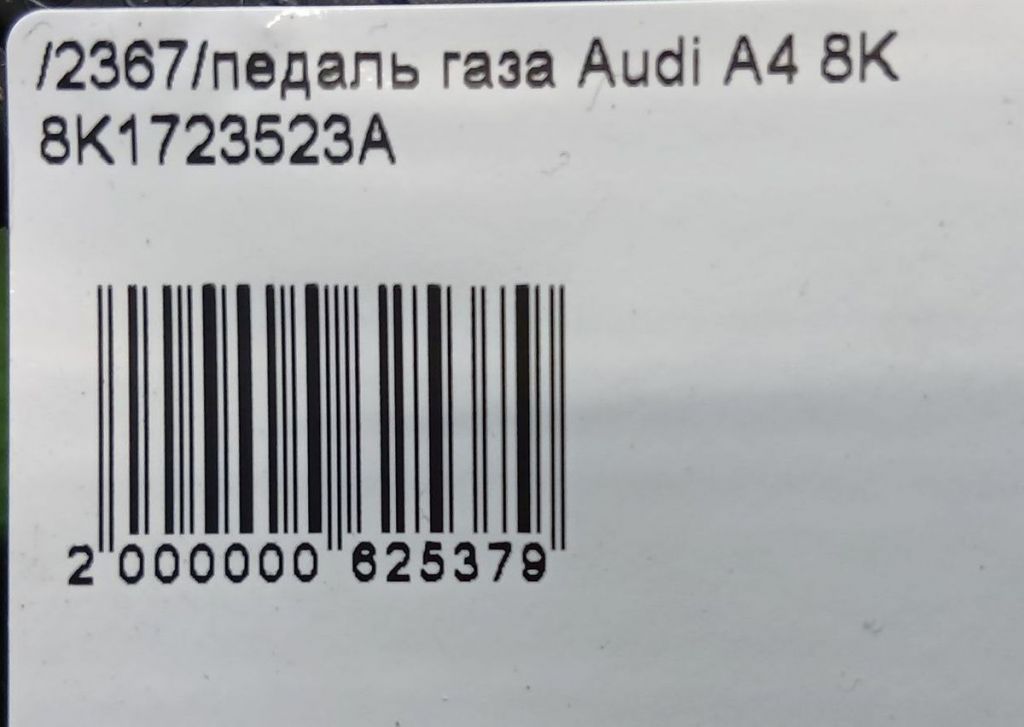 /2367/педаль газа Audi A4 8K
8K1723523A
2 000000 625379